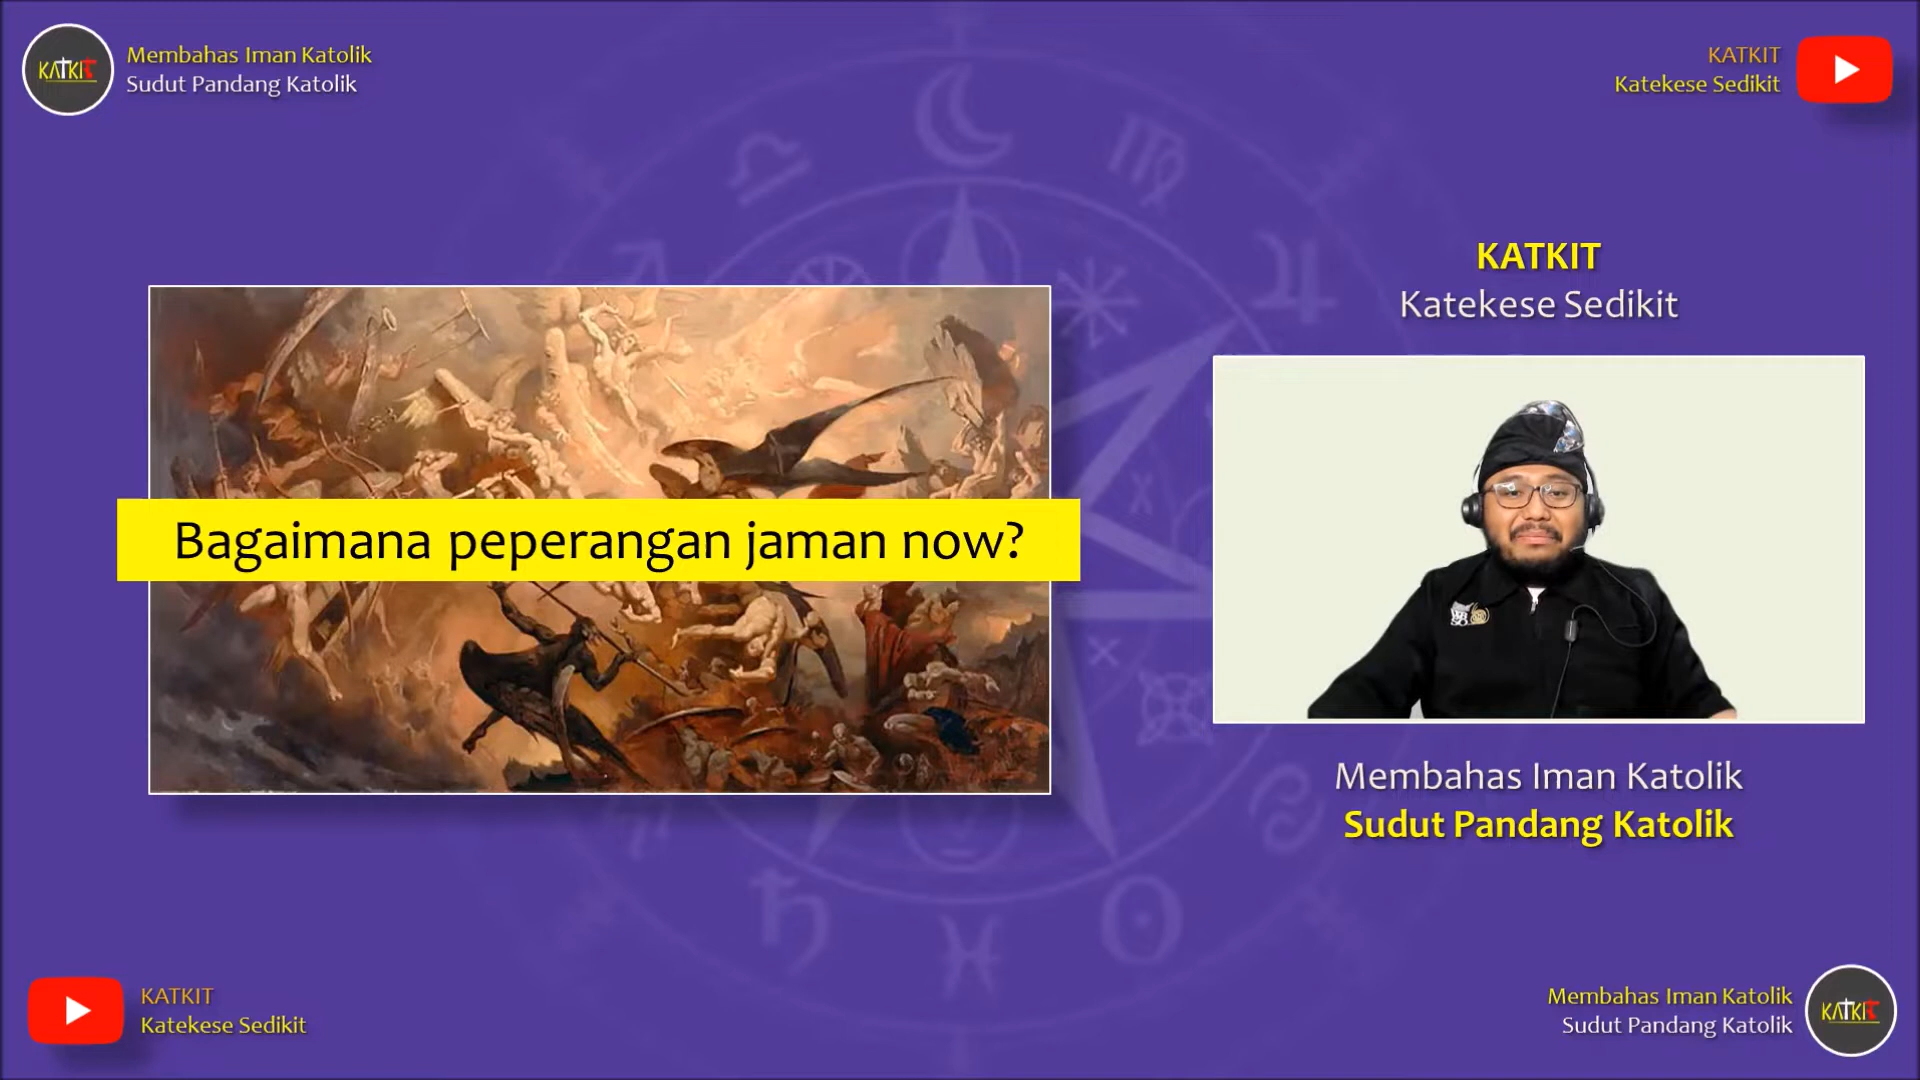 KATKIT
Membahas Iman Katolik
Sudut Pandang Katolik
KATKIT
Katekese Sedikit
Bagaimana peperangan jaman now?
KATKIT
Katekese Sedikit
Membahas Iman Katolik
Sudut Pandang Katolik
KATKIT
Katekese Sedikit
Membahas Iman Katolik
Sudut Pandang Katolik
KATKIT